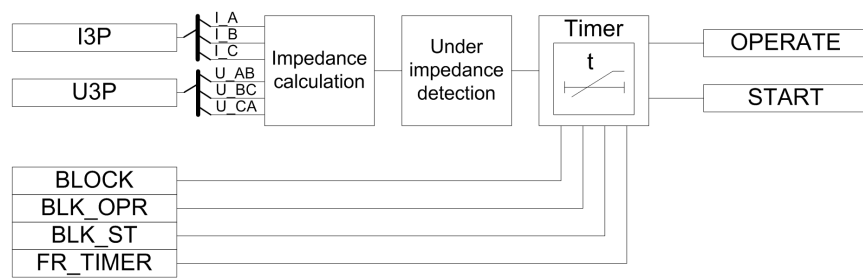 I3P
I_A
I_B
I_C
U3P
U_AB
U_BC
U_CA
Impedance
calculation
Under
impedance
detection
Timer
t
OPERATE
START
BLOCK
BLK_OPR
BLK_ST
FR_TIMER